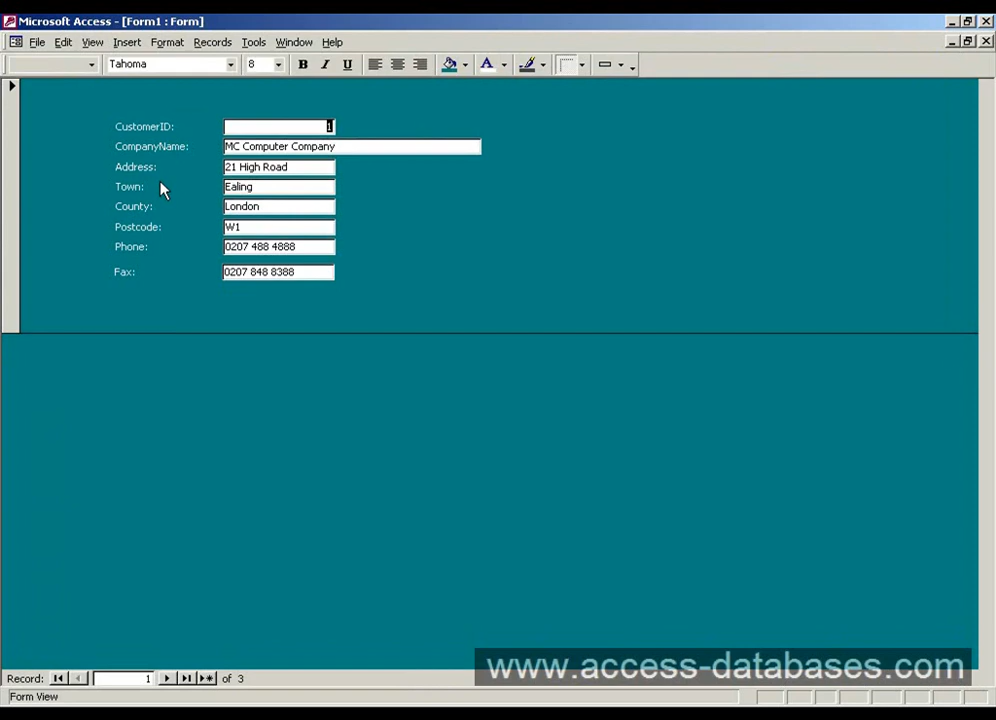 Microsoft Access - [Form1 : Form]
File Edit View Insert Format Records Tools Window Help
Tahoma 8 B I U A
CustomerID: 1
CompanyName: MC Computer Company
Address: 21 High Road
Town: Ealing
County: London
Postcode: W1
Phone: 0207 488 4888
Fax: 0207 848 8388
www.access-databases.com
Record: 1 of 3
Form View